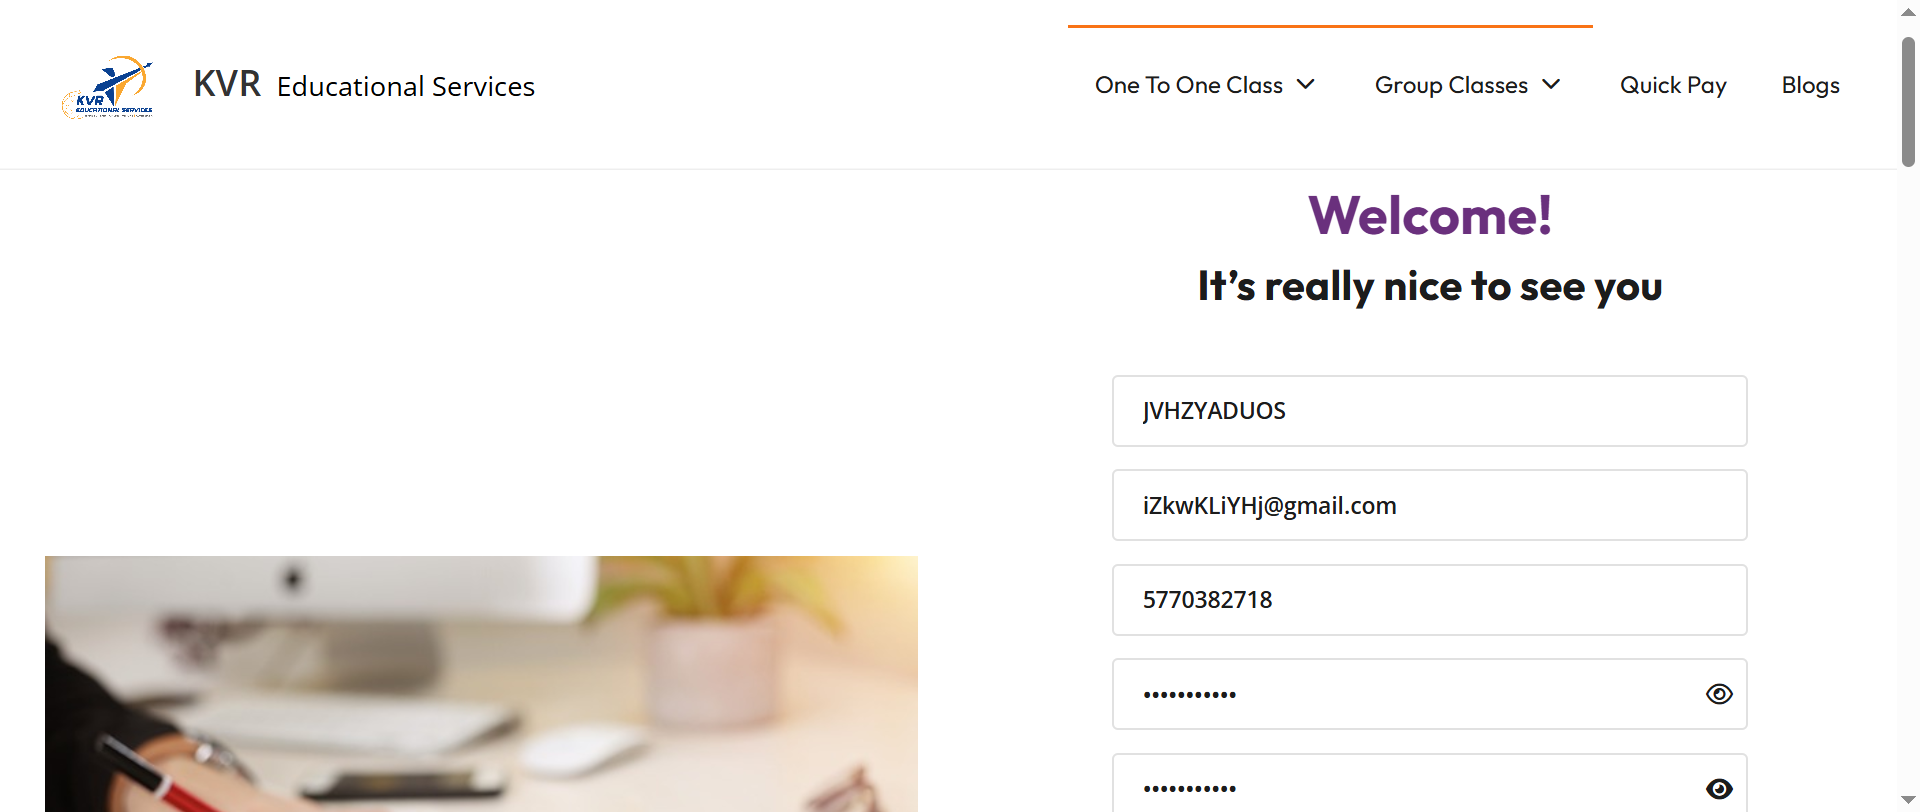 KVR
EDUCATIONAL SERVICES
KVR Educational Services
One To One Class
Group Classes
Quick Pay
Blogs
Welcome!
It’s really nice to see you
JVHZYADUOS
iZkwKLiYHj@gmail.com
5770382718
•••••••••••
•••••••••••